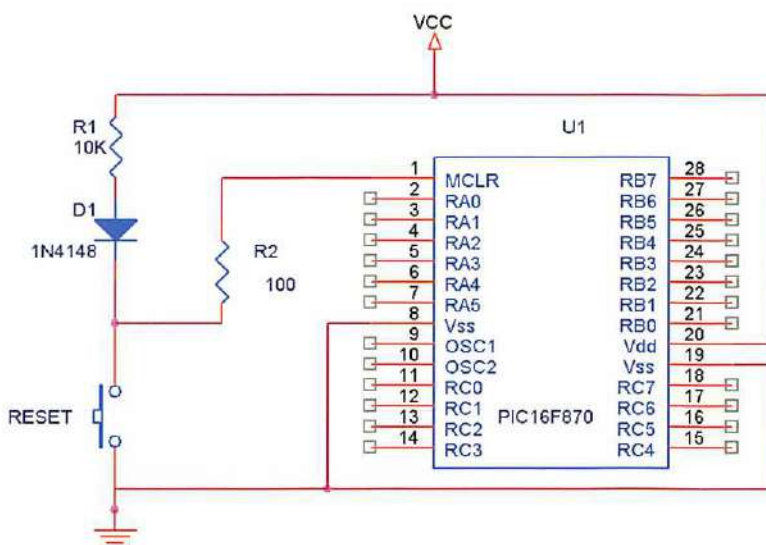 VCC
R1
10K
D1
1N4148
R2
100
RESET
U1
1 MCLR
2 RA0
3 RA1
4 RA2
5 RA3
6 RA4
7 RA5
8 Vss
9 OSC1
10 OSC2
11 RC0
12 RC1
13 RC2
14 RC3
RB7 28
RB6 27
RB5 26
RB4 25
RB3 24
RB2 23
RB1 22
RB0 21
Vdd 20
Vss 19
RC7 18
RC6 17
RC5 16
RC4 15
PIC16F870